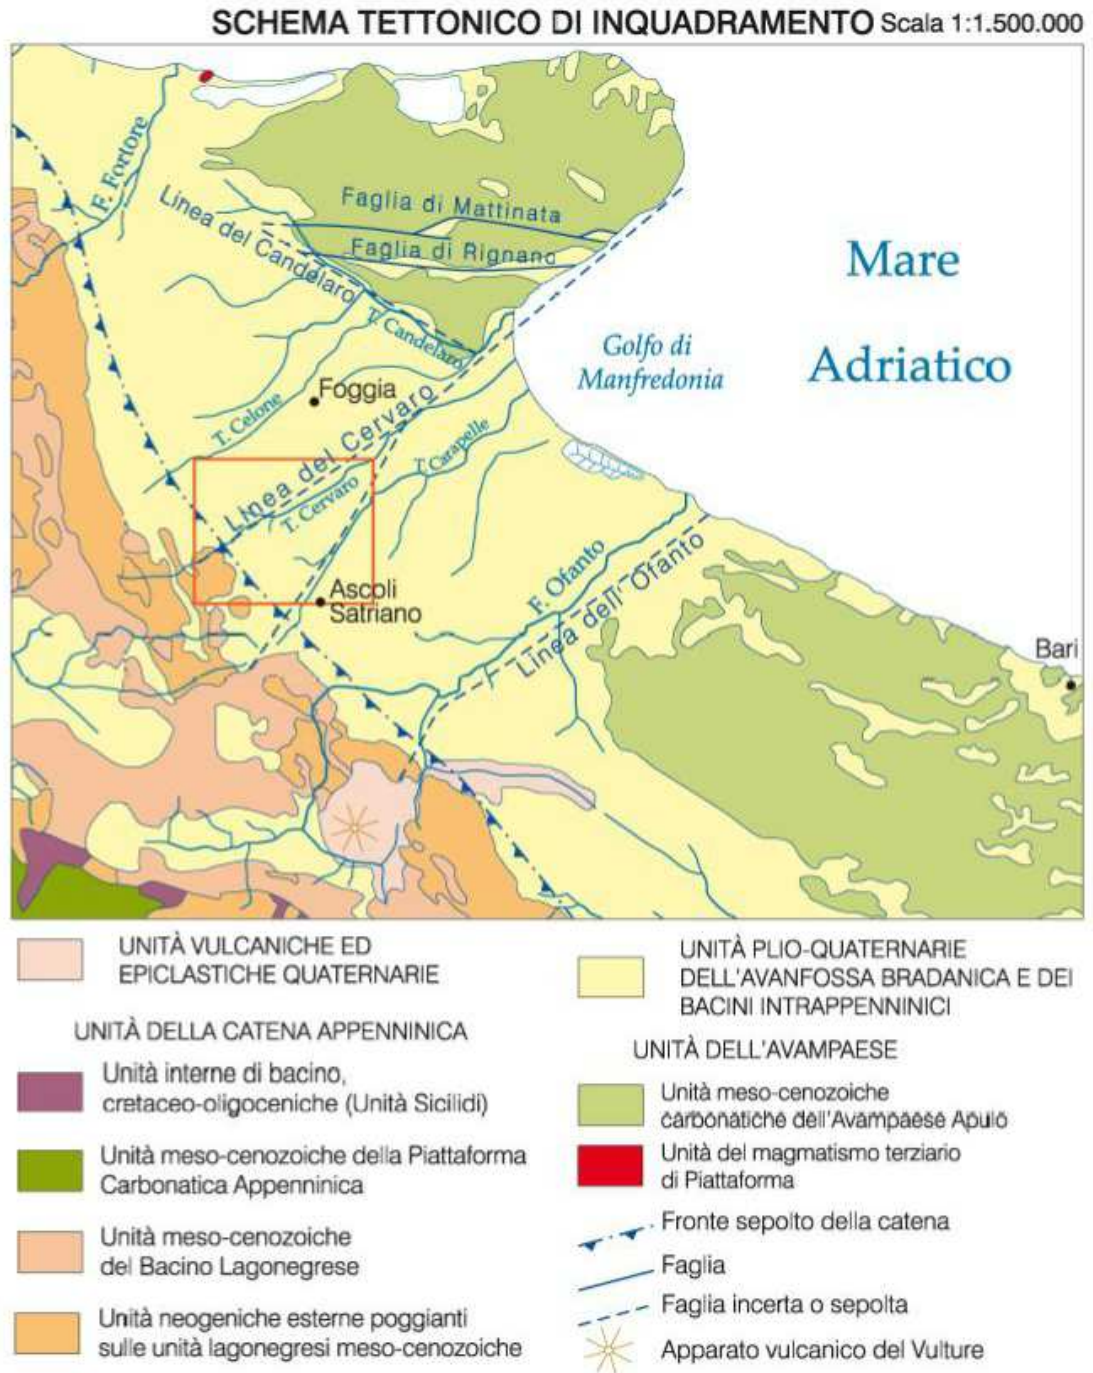 SCHEMA TETTONICO DI INQUADRAMENTO Scala 1:1.500.000
F. Fortore
Linea del Candelaro
Faglia di Mattinata
Faglia di Rignano
Mare
Adriatico
Golfo di
Manfredonia
T. Candelaro
Foggia
T. Celone
Linea del Cervaro
T. Carapelle
T. Cervaro
Ascoli
Satriano
F. Ofanto
Linea dell' Ofanto
Bari
UNITÀ VULCANICHE ED
EPICLASTICHE QUATERNARIE
UNITÀ DELLA CATENA APPENNINICA
Unità interne di bacino,
cretaceo-oligoceniche (Unità Sicilidi)
Unità meso-cenozoiche della Piattaforma
Carbonatica Appenninica
Unità meso-cenozoiche
del Bacino Lagonegrese
Unità neogeniche esterne poggianti
sulle unità lagonegresi meso-cenozoiche
UNITÀ PLIO-QUATERNARIE
DELL'AVANFOSSA BRADANICA E DEI
BACINI INTRAPPENNINICI
UNITÀ DELL'AVAMPAESE
Unità meso-cenozoiche
carbonatiche dell'Avampaese Apulo
Unità del magmatismo terziario
di Piattaforma
Fronte sepolto della catena
Faglia
Faglia incerta o sepolta
Apparato vulcanico del Vulture